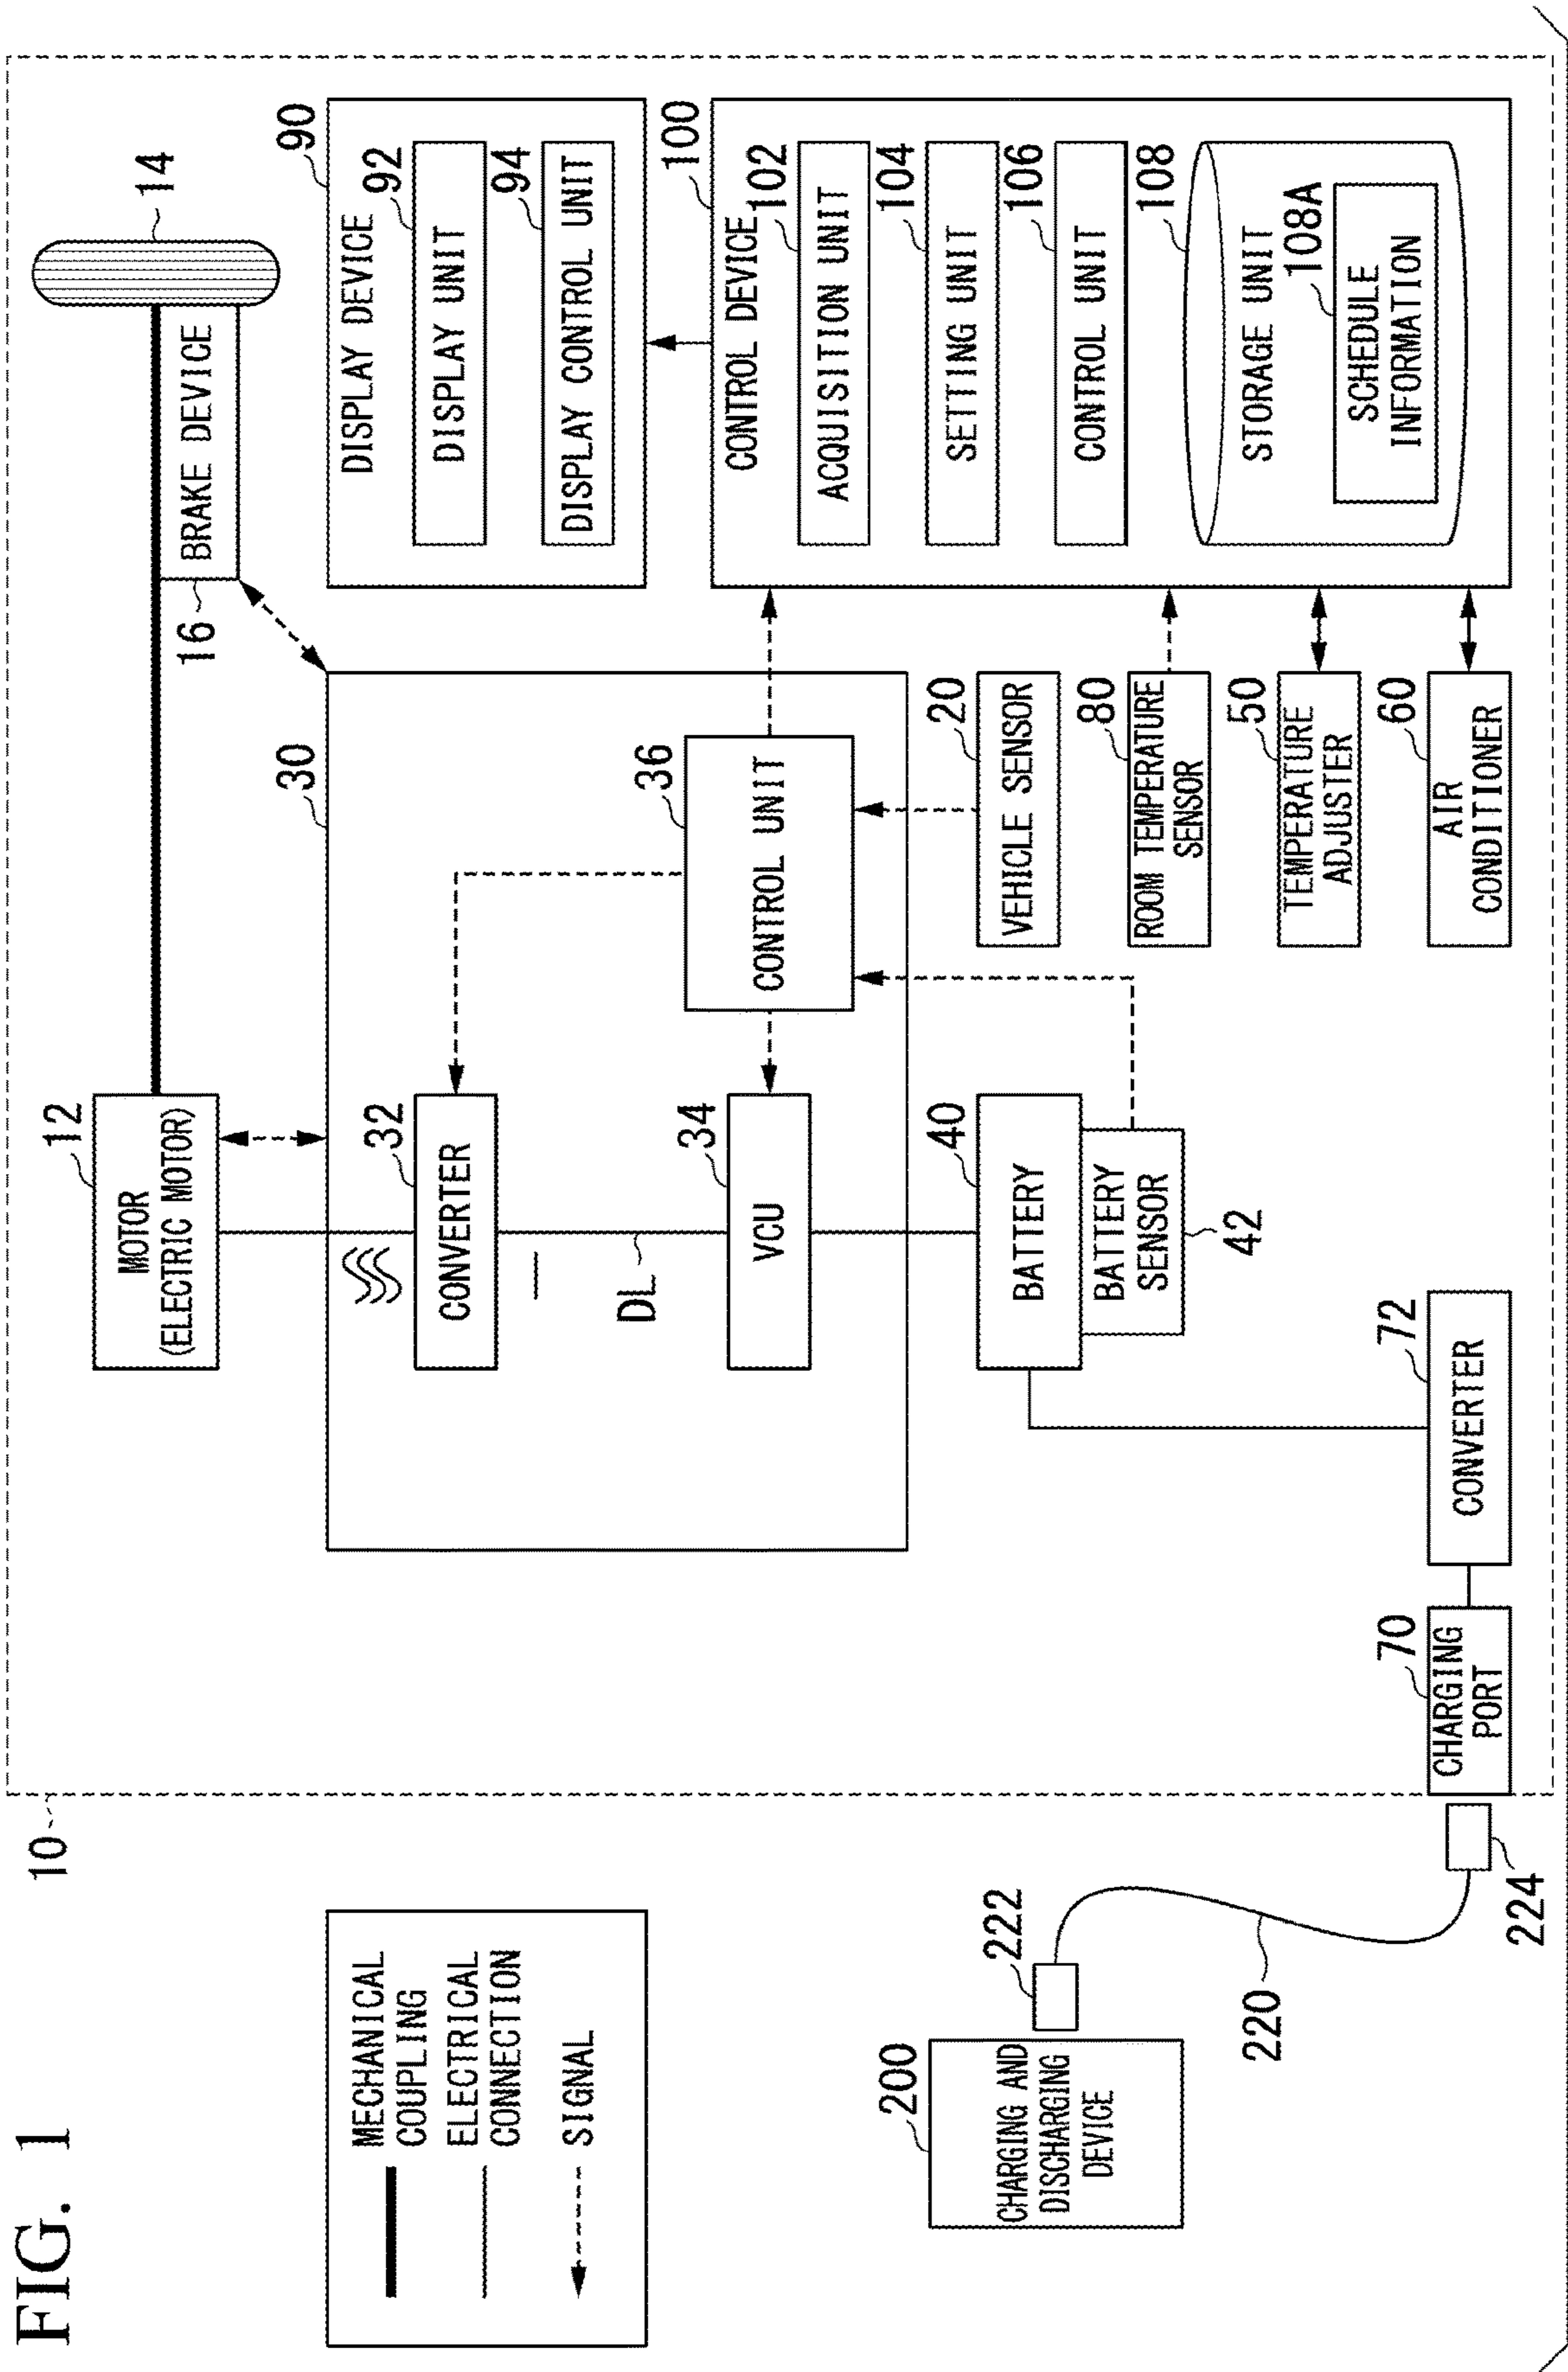 FIG. 1
10
MECHANICAL
COUPLING
ELECTRICAL
CONNECTION
SIGNAL
12
MOTOR
(ELECTRIC MOTOR)
14
16
BRAKE DEVICE
30
32
CONVERTER
DL
34
VCU
36
CONTROL UNIT
90
DISPLAY DEVICE
92
DISPLAY UNIT
94
DISPLAY CONTROL UNIT
100
CONTROL DEVICE
102
ACQUISITION UNIT
104
SETTING UNIT
106
CONTROL UNIT
108
STORAGE UNIT
108A
SCHEDULE
INFORMATION
40
BATTERY
BATTERY
SENSOR
42
20
VEHICLE SENSOR
80
ROOM TEMPERATURE
SENSOR
50
TEMPERATURE
ADJUSTER
60
AIR
CONDITIONER
200
CHARGING AND
DISCHARGING
DEVICE
222
220
224
70
CHARGING
PORT
72
CONVERTER